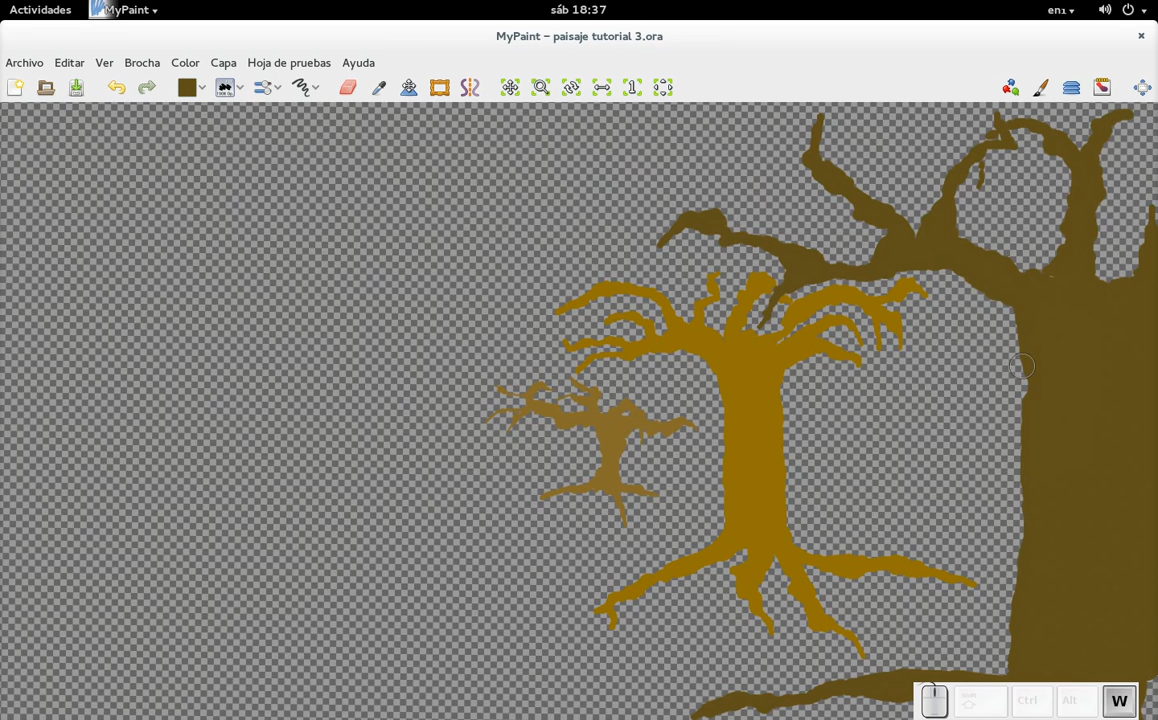 Actividades MyPaint sáb 18:37 en₁
MyPaint – paisaje tutorial 3.ora
Archivo Editar Ver Brocha Color Capa Hoja de pruebas Ayuda
Ctrl Alt W